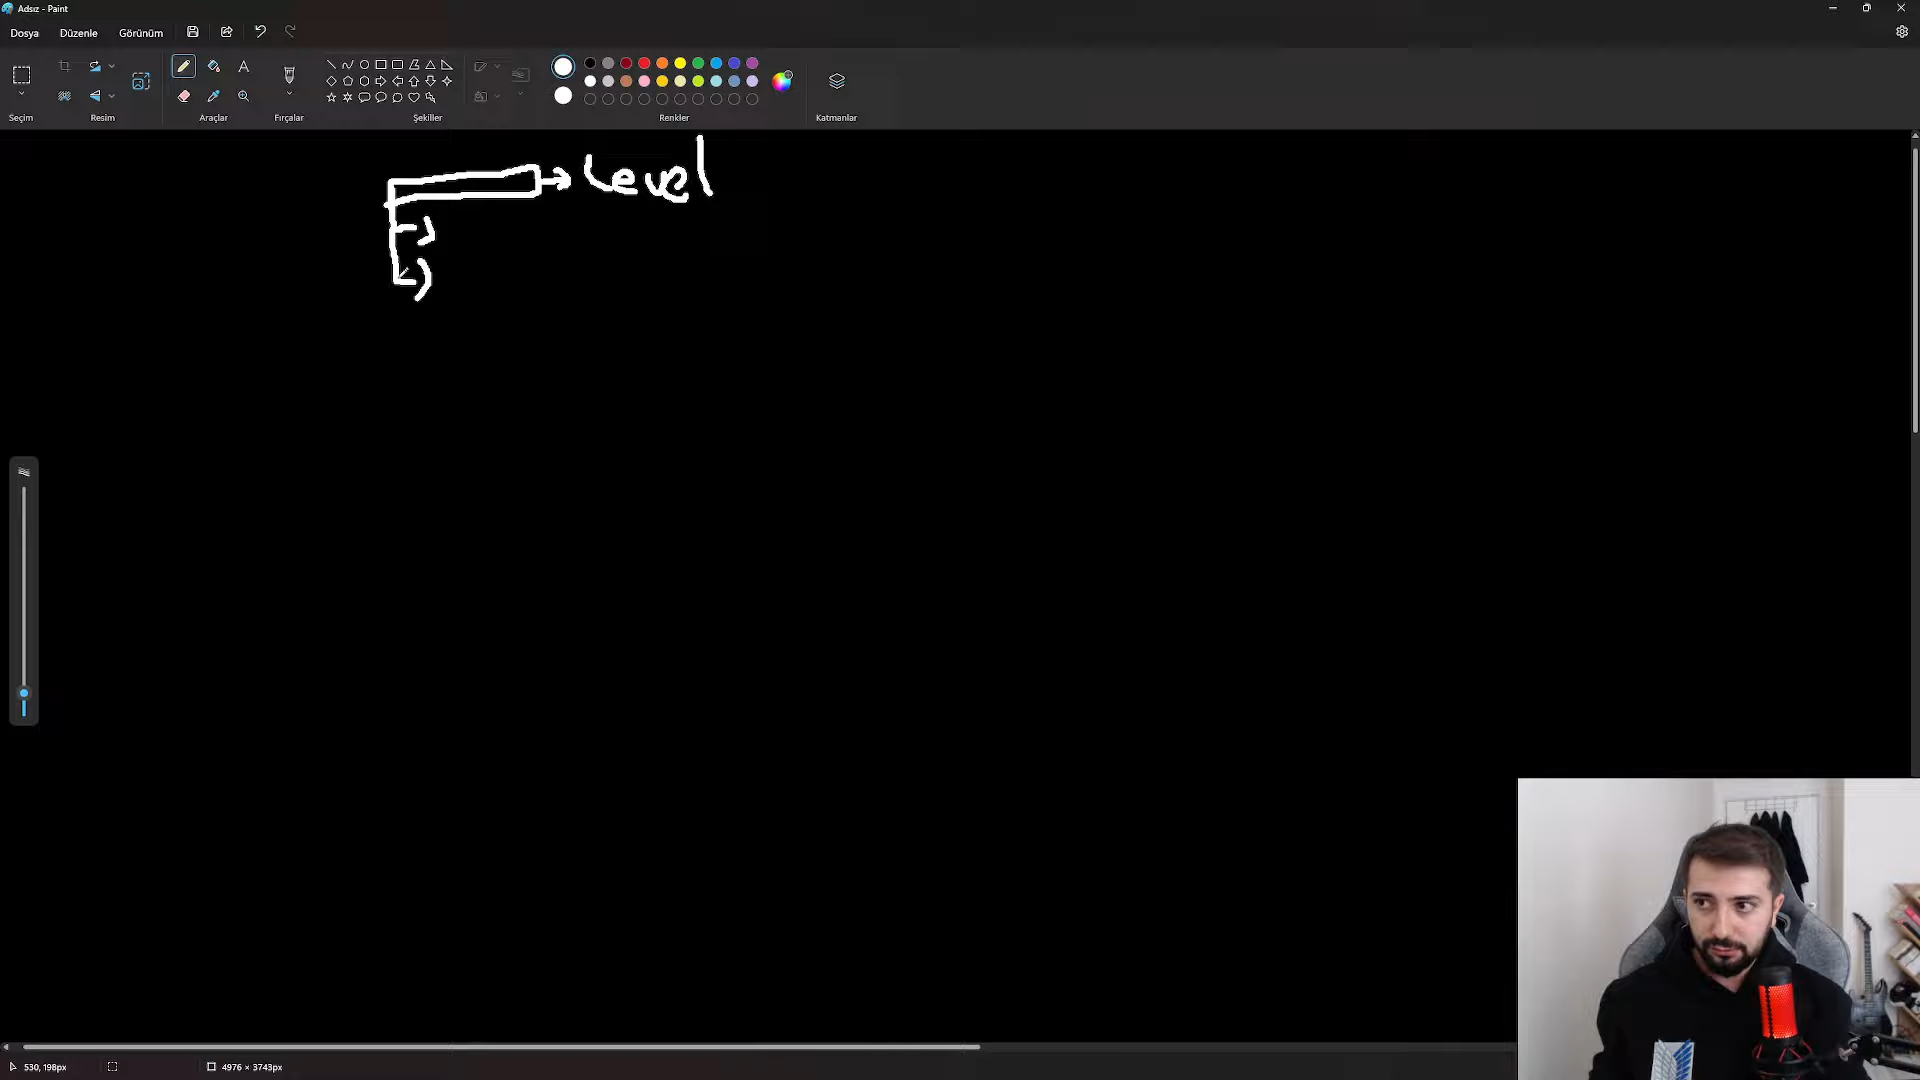 Adsız - Paint
Dosya Düzenle Görünüm
Seçim Resim Araçlar Fırçalar Şekiller Renkler Katmanlar
Level
530, 198px 4976 × 3743px